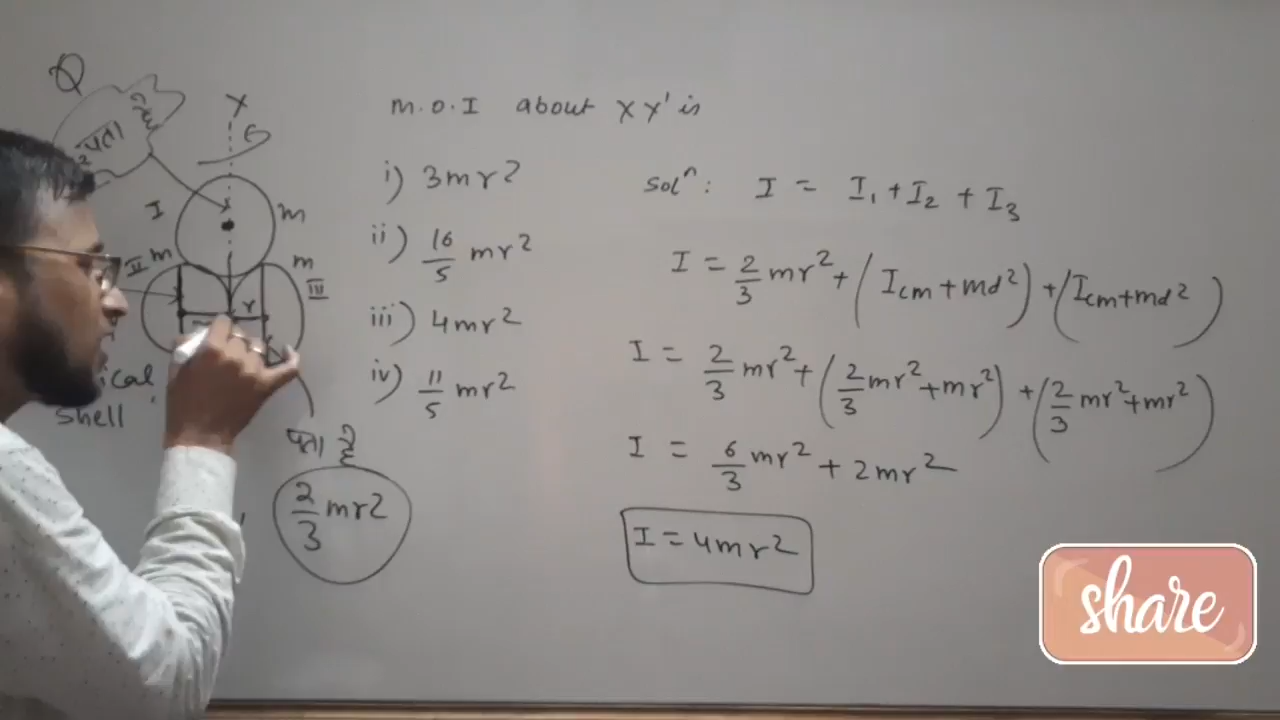 Q
X
m.o.I about XX' is
I
m
i) 3mr²
Solⁿ: I = I₁ + I₂ + I₃
II m
m
III
ii) 16/5 mr²
I = 2/3 mr² + (Icm + md²) + (Icm + md²)
r
iii) 4mr²
I = 2/3 mr² + (2/3 mr² + mr²) + (2/3 mr² + mr²)
iv) 11/5 mr²
shell
I = 6/3 mr² + 2mr²
पता है
2/3 mr²
I = 4mr²
share